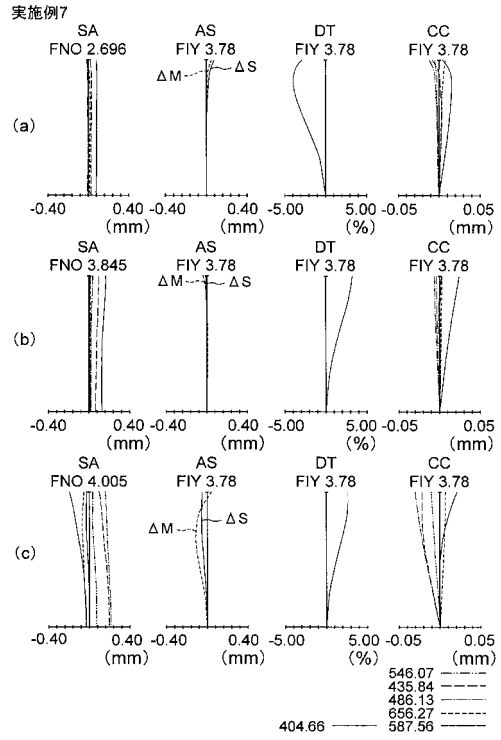 実施例7
SA AS DT CC
FNO 2.696 FIY 3.78 FIY 3.78 FIY 3.78
ΔM ΔS
(a)
-0.40 0.40 -0.40 0.40 -5.00 5.00 -0.05 0.05
(mm) (mm) (%) (mm)
SA AS DT CC
FNO 3.845 FIY 3.78 FIY 3.78 FIY 3.78
ΔM ΔS
(b)
-0.40 0.40 -0.40 0.40 -5.00 5.00 -0.05 0.05
(mm) (mm) (%) (mm)
SA AS DT CC
FNO 4.005 FIY 3.78 FIY 3.78 FIY 3.78
ΔM ΔS
(c)
-0.40 0.40 -0.40 0.40 -5.00 5.00 -0.05 0.05
(mm) (mm) (%) (mm)
546.07
435.84
486.13
656.27
404.66 587.56